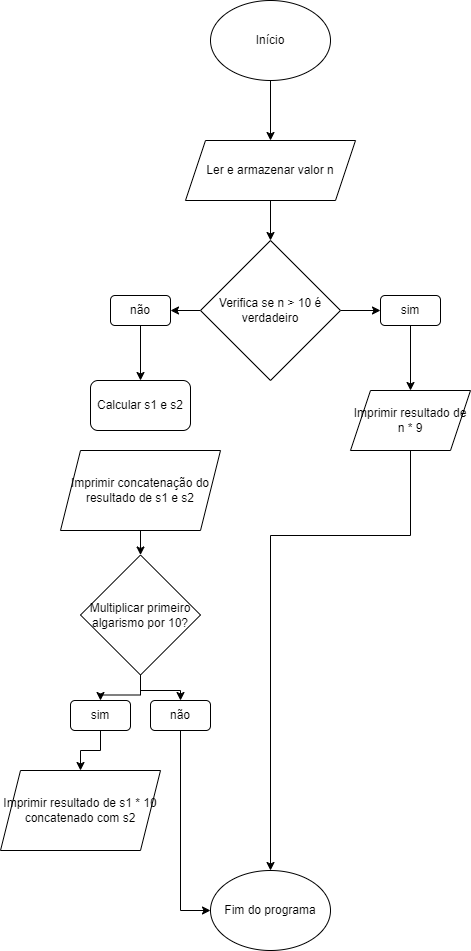 Início
Ler e armazenar valor n
Verifica se n > 10 é
verdadeiro
não
sim
Calcular s1 e s2
Imprimir resultado de
n * 9
Imprimir concatenação do
resultado de s1 e s2
Multiplicar primeiro
algarismo por 10?
sim
não
Imprimir resultado de s1 * 10
concatenado com s2
Fim do programa